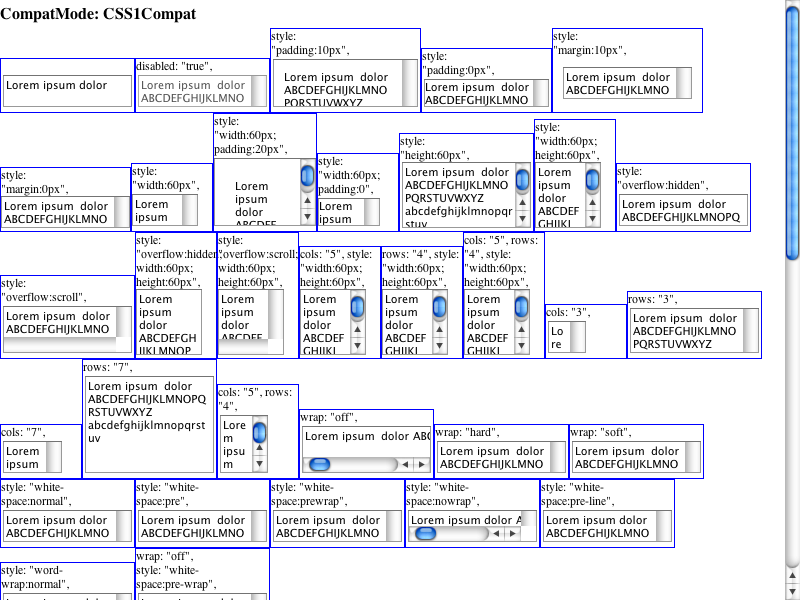 CompatMode: CSS1Compat
Lorem ipsum dolor
disabled: "true",
Lorem ipsum  dolor
ABCDEFGHIJKLMNO
style:
"padding:10px",
Lorem ipsum  dolor
ABCDEFGHIJKLMNO
PQRSTUVWXYZ
style:
"padding:0px",
Lorem ipsum  dolor
ABCDEFGHIJKLMNO
style:
"margin:10px",
Lorem ipsum  dolor
ABCDEFGHIJKLMNO
style:
"margin:0px",
Lorem ipsum  dolor
ABCDEFGHIJKLMNO
style:
"width:60px",
Lorem
ipsum
style:
"width:60px;
padding:20px",
Lorem
ipsum
dolor
ABCDEF
style:
"width:60px;
padding:0",
Lorem
ipsum
style:
"height:60px",
Lorem ipsum  dolor
ABCDEFGHIJKLMNO
PQRSTUVWXYZ
abcdefghijklmnopqr
stuv
style:
"width:60px;
height:60px",
Lorem
ipsum
dolor
ABCDEF
GHIJKL
style:
"overflow:hidden",
Lorem ipsum  dolor
ABCDEFGHIJKLMNOPQ
style:
"overflow:scroll",
Lorem ipsum  dolor
ABCDEFGHIJKLMNO
style:
"overflow:hidden;
width:60px;
height:60px",
Lorem
ipsum
dolor
ABCDEFGH
IJKLMNOP
style:
"overflow:scroll;
width:60px;
height:60px",
Lorem
ipsum
dolor
ABCDEF
cols: "5", style:
"width:60px;
height:60px",
Lorem
ipsum
dolor
ABCDEF
GHIJKL
rows: "4", style:
"width:60px;
height:60px",
Lorem
ipsum
dolor
ABCDEF
GHIJKL
cols: "5", rows:
"4", style:
"width:60px;
height:60px",
Lorem
ipsum
dolor
ABCDEF
GHIJKL
cols: "3",
Lo
re
rows: "3",
Lorem ipsum  dolor
ABCDEFGHIJKLMNO
PQRSTUVWXYZ
cols: "7",
Lorem
ipsum
rows: "7",
Lorem ipsum  dolor
ABCDEFGHIJKLMNOPQ
RSTUVWXYZ
abcdefghijklmnopqrst
uv
cols: "5", rows:
"4",
Lore
m
ipsu
m
wrap: "off",
Lorem ipsum  dolor ABC
wrap: "hard",
Lorem ipsum  dolor
ABCDEFGHIJKLMNO
wrap: "soft",
Lorem ipsum  dolor
ABCDEFGHIJKLMNO
style: "white-
space:normal",
Lorem ipsum dolor
ABCDEFGHIJKLMNO
style: "white-
space:pre",
Lorem ipsum  dolor
ABCDEFGHIJKLMNO
style: "white-
space:prewrap",
Lorem ipsum  dolor
ABCDEFGHIJKLMNO
style: "white-
space:nowrap",
Lorem ipsum dolor A
style: "white-
space:pre-line",
Lorem ipsum dolor
ABCDEFGHIJKLMNO
style: "word-
wrap:normal",
wrap: "off",
style: "white-
space:pre-wrap",